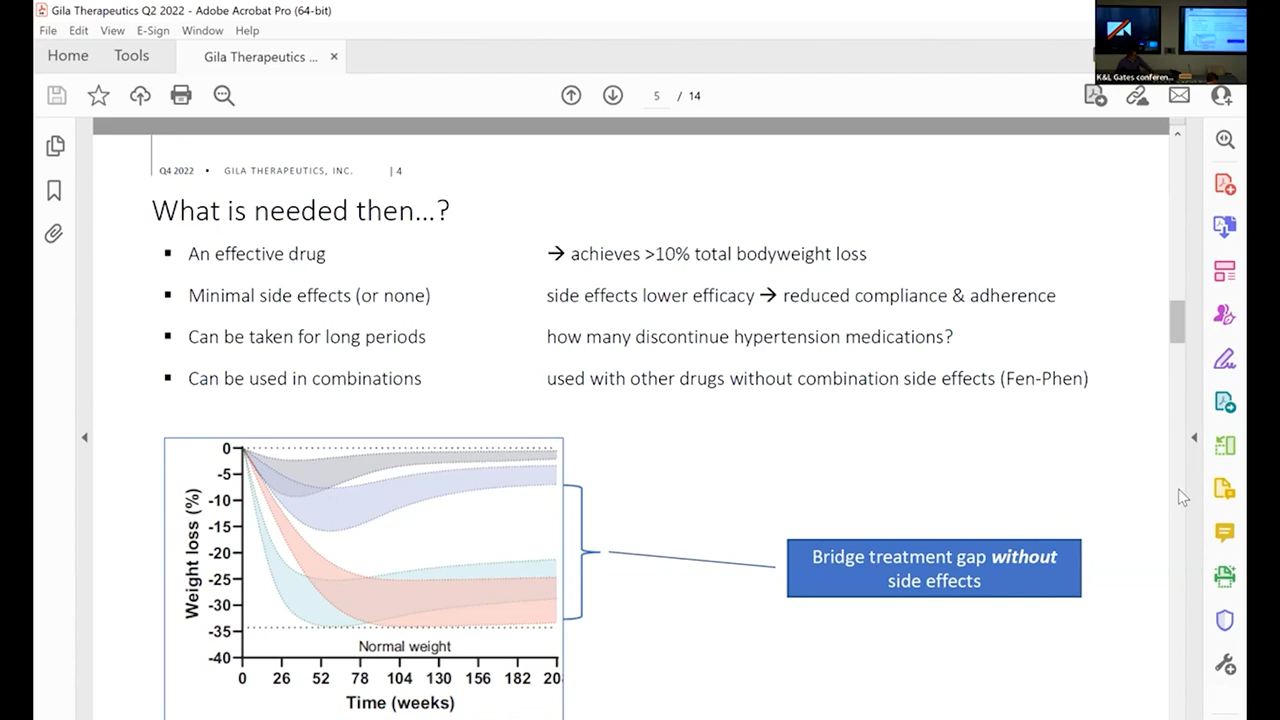 Gila Therapeutics Q2 2022 - Adobe Acrobat Pro (64-bit)
File Edit View E-Sign Window Help
Home Tools Gila Therapeutics ... ×
5 / 14
K&L Gates conferen...
Q4 2022 • GILA THERAPEUTICS, INC. | 4
What is needed then...?
▪ An effective drug → achieves >10% total bodyweight loss
▪ Minimal side effects (or none) side effects lower efficacy → reduced compliance & adherence
▪ Can be taken for long periods how many discontinue hypertension medications?
▪ Can be used in combinations used with other drugs without combination side effects (Fen-Phen)
Weight loss (%)
0
-5
-10
-15
-20
-25
-30
-35
-40
Normal weight
0 26 52 78 104 130 156 182 20
Time (weeks)
Bridge treatment gap without
side effects